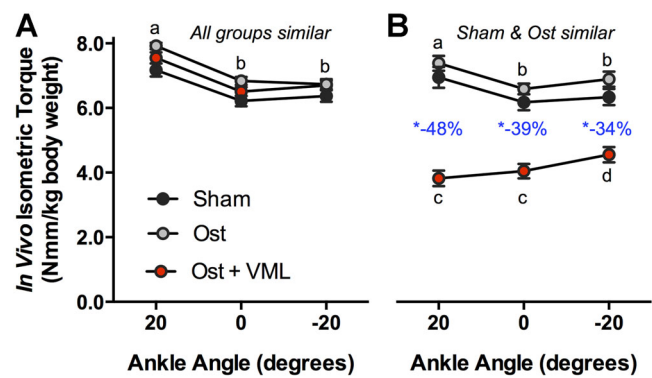 A
All groups similar
B
Sham & Ost similar
In Vivo Isometric Torque
(Nmm/kg body weight)
8.0
6.0
4.0
2.0
0.0
a
b
b
Sham
Ost
Ost + VML
20
0
-20
Ankle Angle (degrees)
a
b
b
*-48%
*-39%
*-34%
c
c
d
20
0
-20
Ankle Angle (degrees)